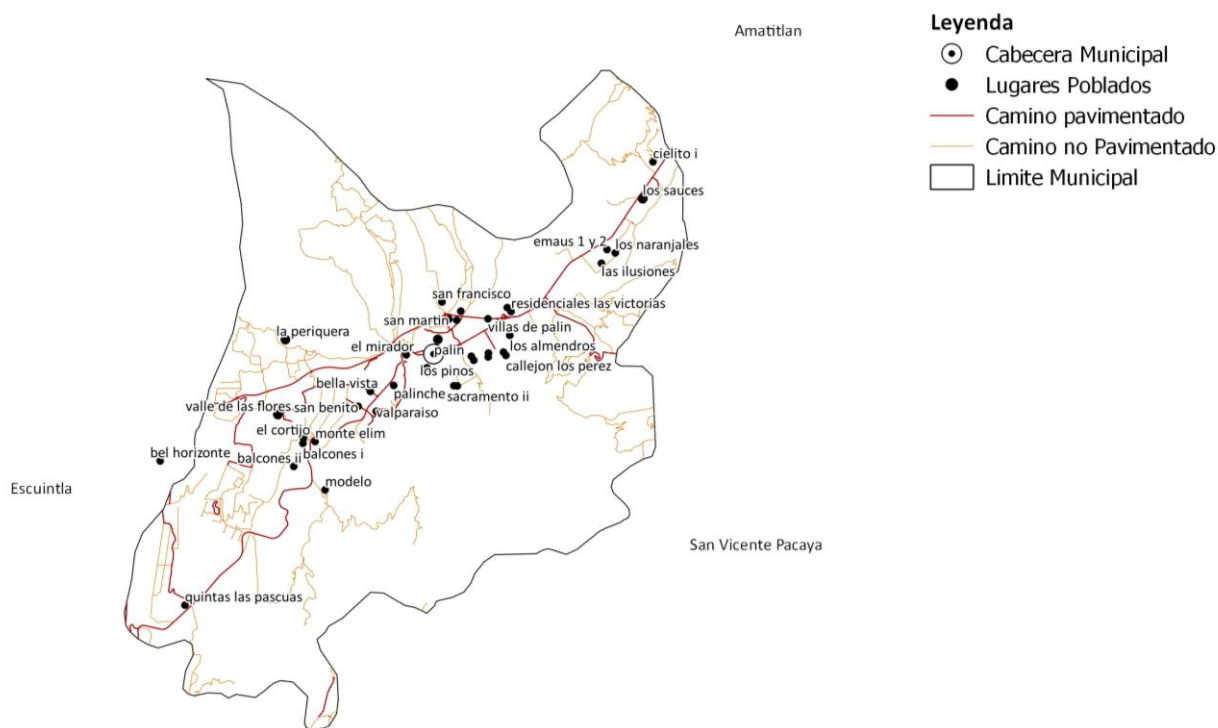 Amatitlan
Leyenda
Cabecera Municipal
Lugares Poblados
Camino pavimentado
Camino no Pavimentado
Limite Municipal
cielito i
los sauces
emaus 1 y 2
los naranjales
las ilusiones
san francisco
residenciales las victorias
san martin
villas de palin
la periquera
el mirador
palin
los almendros
los pinos
callejon los perez
bella vista
palinche
sacramento ii
valle de las flores
san benito
valparaiso
el cortijo
monte elim
bel horizonte
balcones ii
balcones i
modelo
Escuintla
San Vicente Pacaya
quintas las pascuas